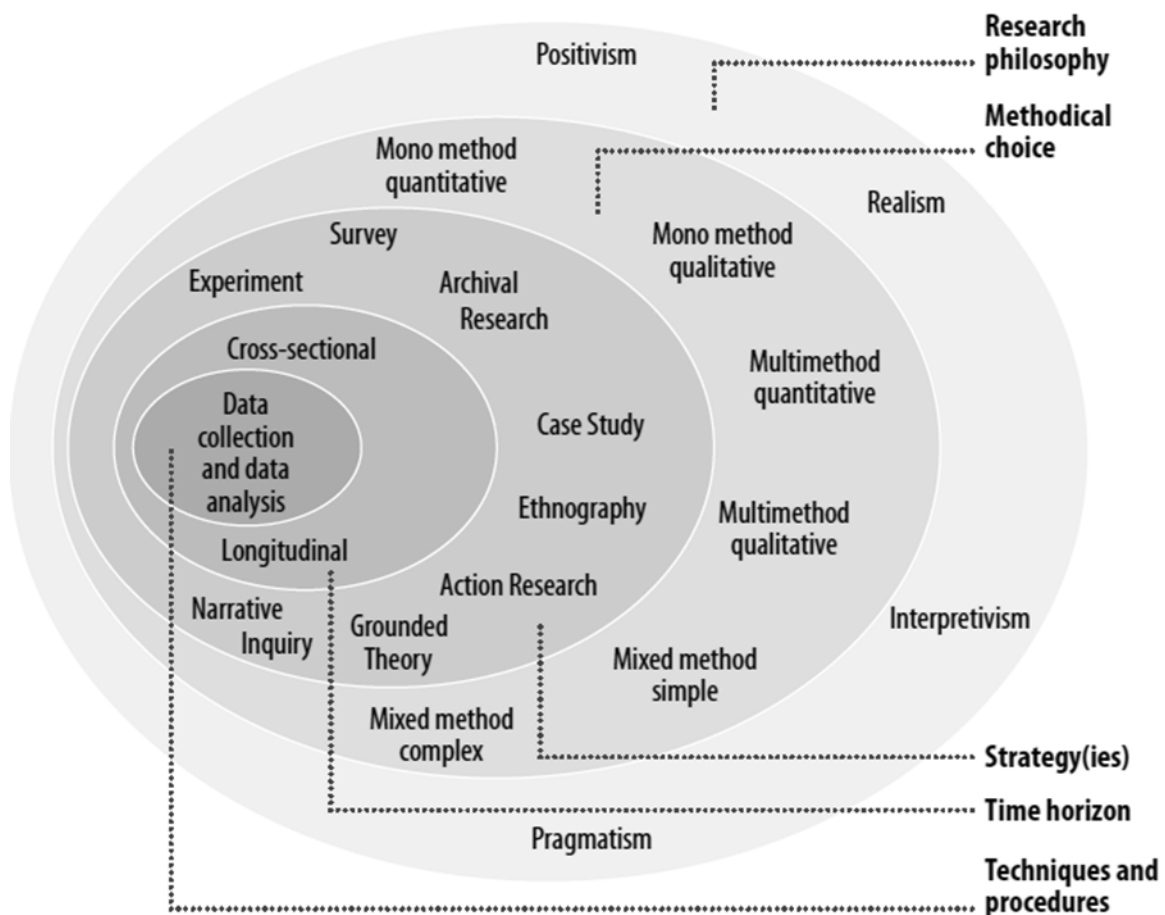 Research
philosophy
Positivism
Methodical
choice
Mono method
quantitative
Realism
Survey
Mono method
qualitative
Experiment
Archival
Research
Cross-sectional
Multimethod
quantitative
Data
collection
and data
analysis
Case Study
Ethnography
Multimethod
qualitative
Longitudinal
Action Research
Narrative
Inquiry
Grounded
Theory
Interpretivism
Mixed method
simple
Mixed method
complex
Strategy(ies)
Time horizon
Pragmatism
Techniques and
procedures